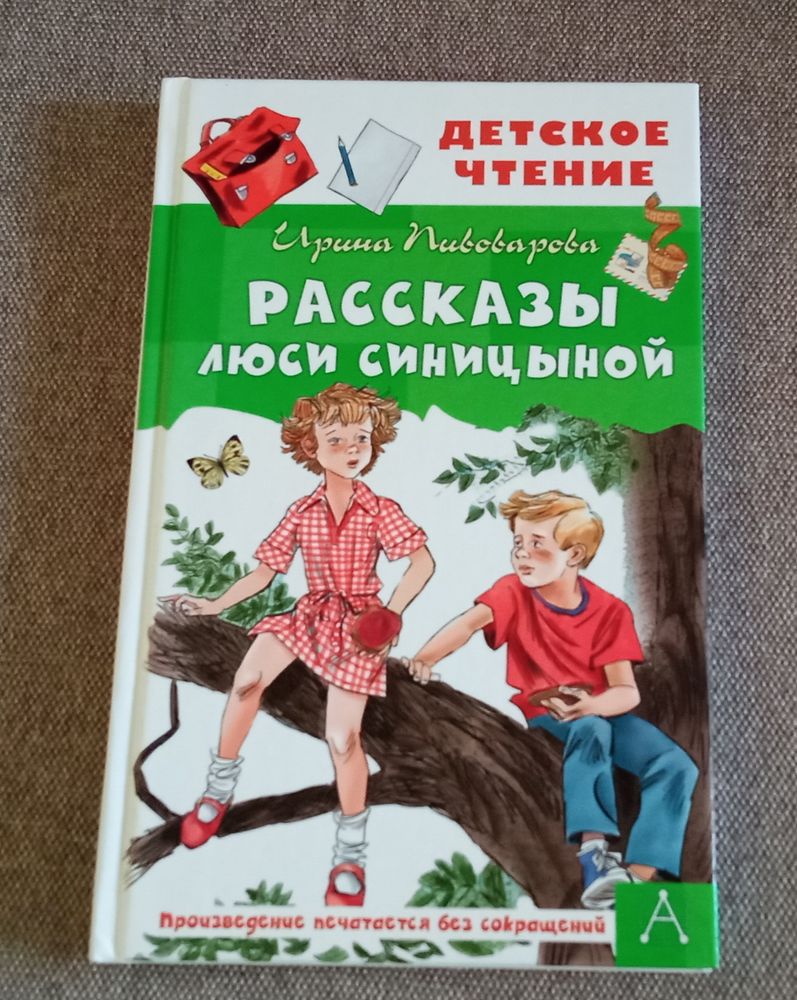 ДЕТСКОЕ
ЧТЕНИЕ
Ирина Пивоварова
РАССКАЗЫ
ЛЮСИ СИНИЦЫНОЙ
Произведение печатается без сокращений
А